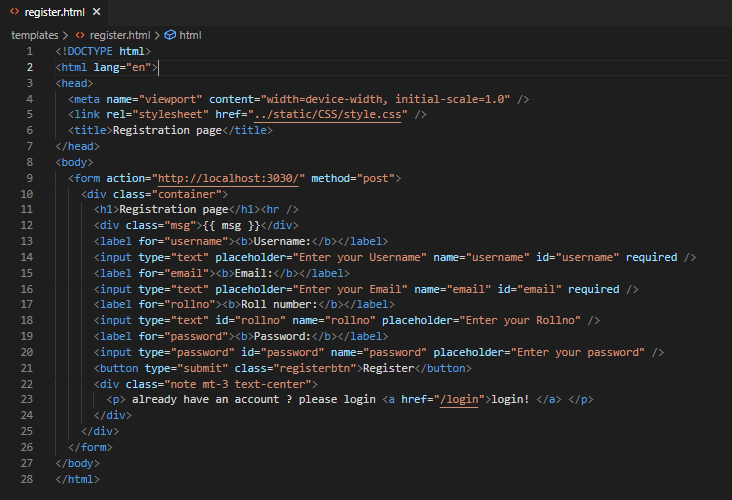 register.html ×
templates > register.html > html
1 <!DOCTYPE html>
2 <html lang="en">
3 <head>
4 <meta name="viewport" content="width=device-width, initial-scale=1.0" />
5 <link rel="stylesheet" href="../static/CSS/style.css" />
6 <title>Registration page</title>
7 </head>
8 <body>
9 <form action="http://localhost:3030/" method="post">
10 <div class="container">
11 <h1>Registration page</h1><hr />
12 <div class="msg">{{ msg }}</div>
13 <label for="username"><b>Username:</b></label>
14 <input type="text" placeholder="Enter your Username" name="username" id="username" required />
15 <label for="email"><b>Email:</b></label>
16 <input type="text" placeholder="Enter your Email" name="email" id="email" required />
17 <label for="rollno"><b>Roll number:</b></label>
18 <input type="text" id="rollno" name="rollno" placeholder="Enter your Rollno" />
19 <label for="password"><b>Password:</b></label>
20 <input type="password" id="password" name="password" placeholder="Enter your password" />
21 <button type="submit" class="registerbtn">Register</button>
22 <div class="note mt-3 text-center">
23 <p> already have an account ? please login <a href="/login">login! </a> </p>
24 </div>
25 </div>
26 </form>
27 </body>
28 </html>